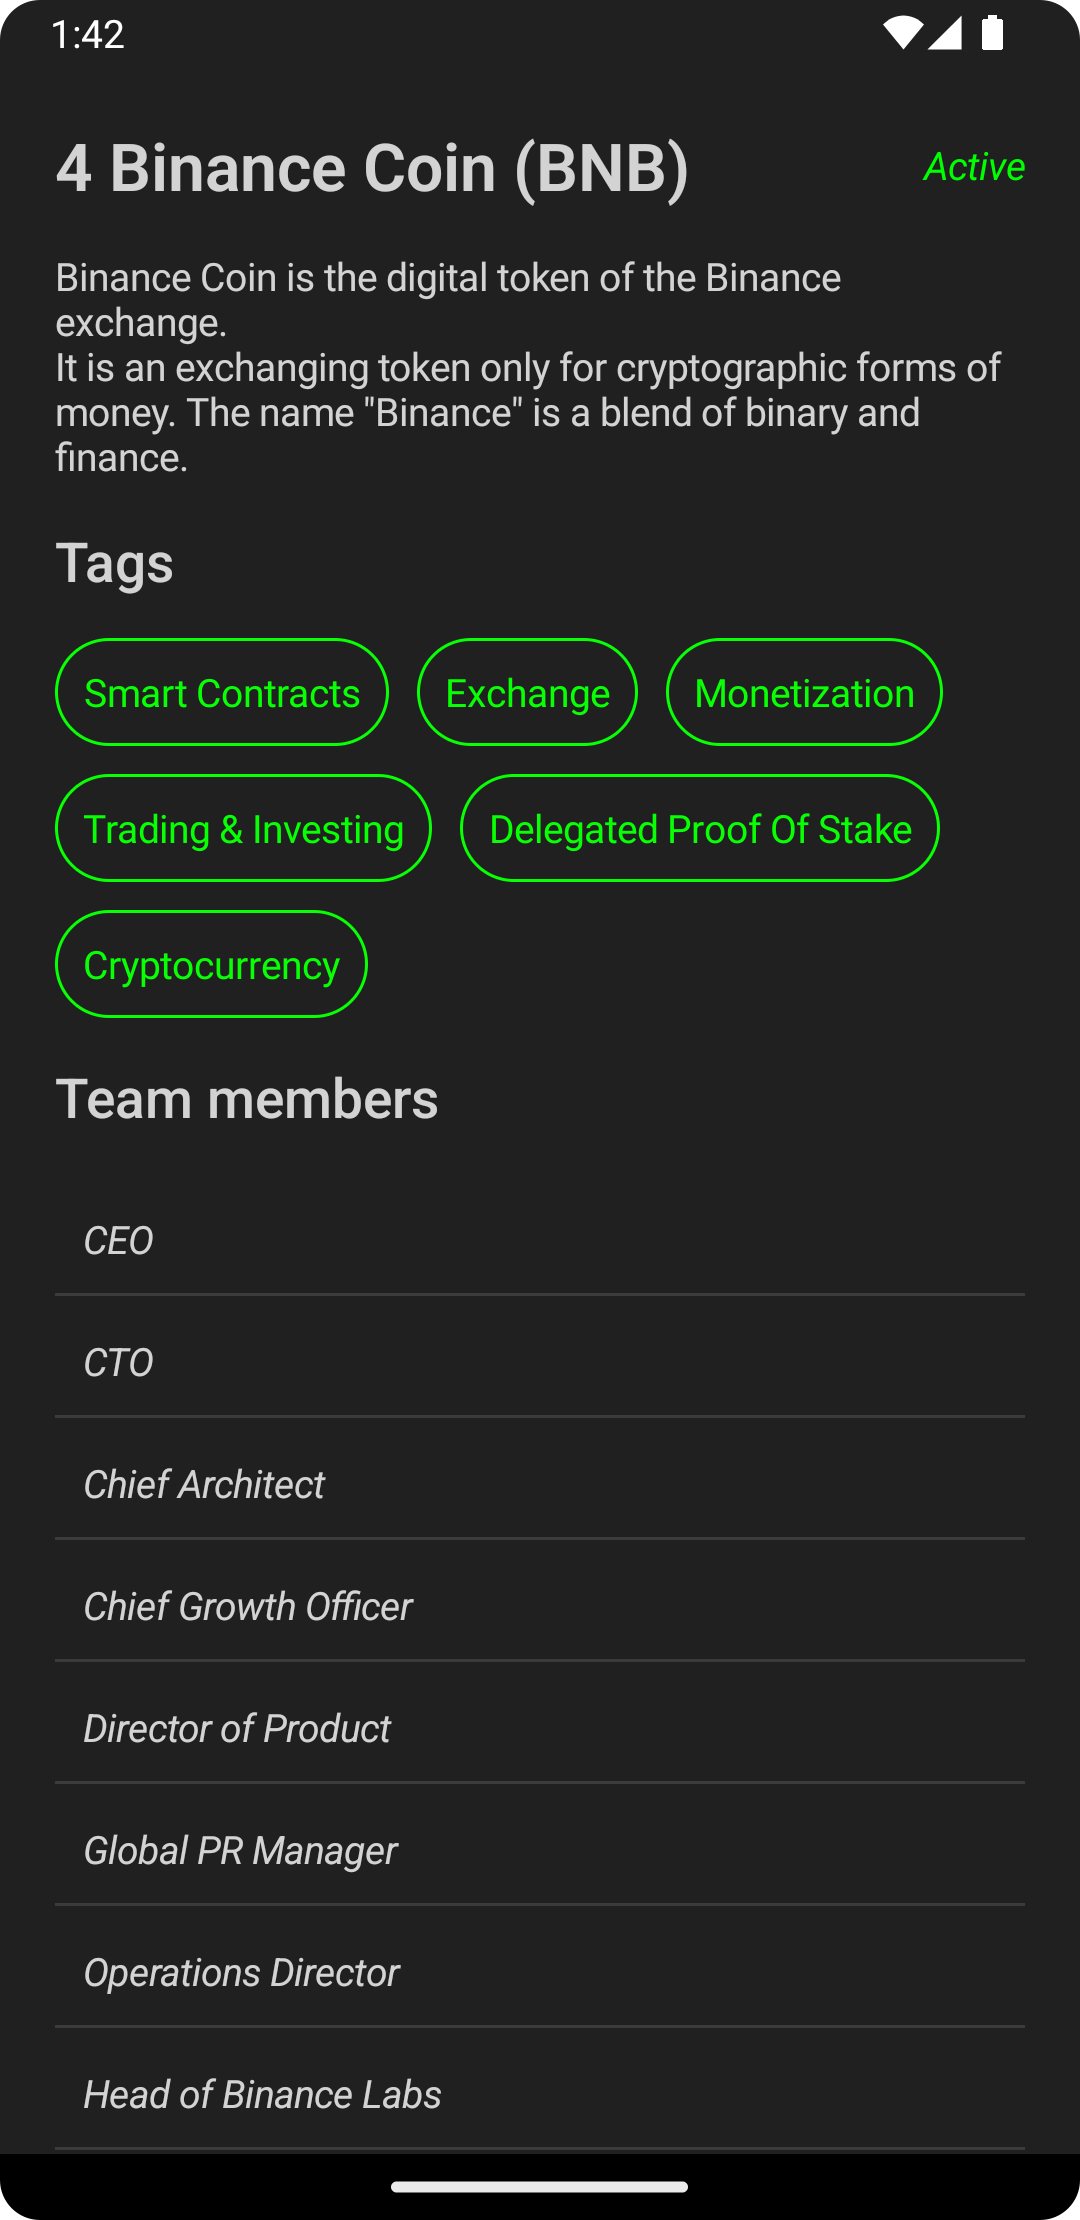 1:42
4 Binance Coin (BNB)
Active
Binance Coin is the digital token of the Binance
exchange.
It is an exchanging token only for cryptographic forms of
money. The name "Binance" is a blend of binary and
finance.
Tags
Smart Contracts
Exchange
Monetization
Trading & Investing
Delegated Proof Of Stake
Cryptocurrency
Team members
CEO
CTO
Chief Architect
Chief Growth Officer
Director of Product
Global PR Manager
Operations Director
Head of Binance Labs